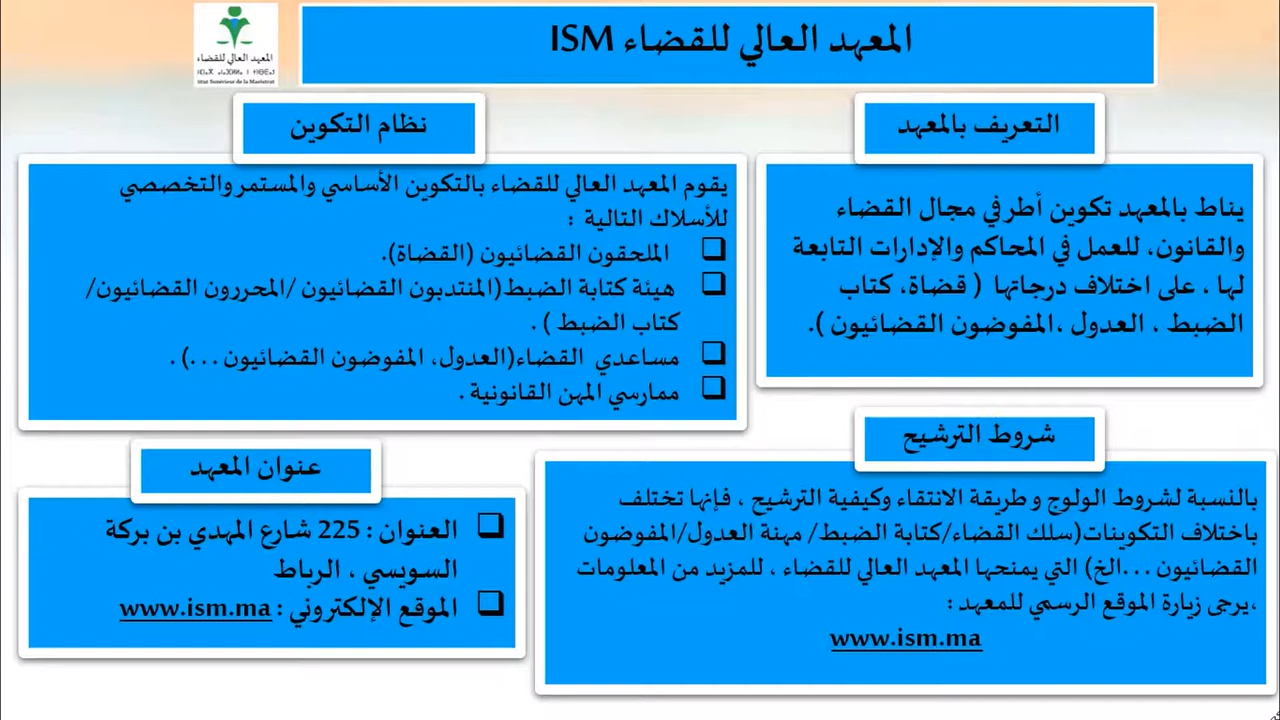 المعهد العالي للقضاء ISM
المعهد العالي للقضاء
التعريف بالمعهد
يناط بالمعهد تكوين أطر في مجال القضاء
والقانون، للعمل في المحاكم والإدارات التابعة
لها ، على اختلاف درجاتها ( قضاة، كتاب
الضبط ، العدول ،المفوضون القضائيون ).
نظام التكوين
يقوم المعهد العالي للقضاء بالتكوين الأساسي والمستمر والتخصصي
للأسلاك التالية :
❑ الملحقون القضائيون (القضاة).
❑ هيئة كتابة الضبط(المنتدبون القضائيون /المحررون القضائيون/
كتاب الضبط ) .
❑ مساعدي القضاء(العدول، المفوضون القضائيون ...) .
❑ ممارسي المهن القانونية .
شروط الترشيح
بالنسبة لشروط الولوج و طريقة الانتقاء وكيفية الترشيح ، فإنها تختلف
باختلاف التكوينات(سلك القضاء/كتابة الضبط/ مهنة العدول/المفوضون
القضائيون ...الخ) التي يمنحها المعهد العالي للقضاء ، للمزيد من المعلومات
،يرجى زيارة الموقع الرسمي للمعهد :
www.ism.ma
عنوان المعهد
❑ العنوان : 225 شارع المهدي بن بركة
السويسي ، الرباط
❑ الموقع الإلكتروني : www.ism.ma